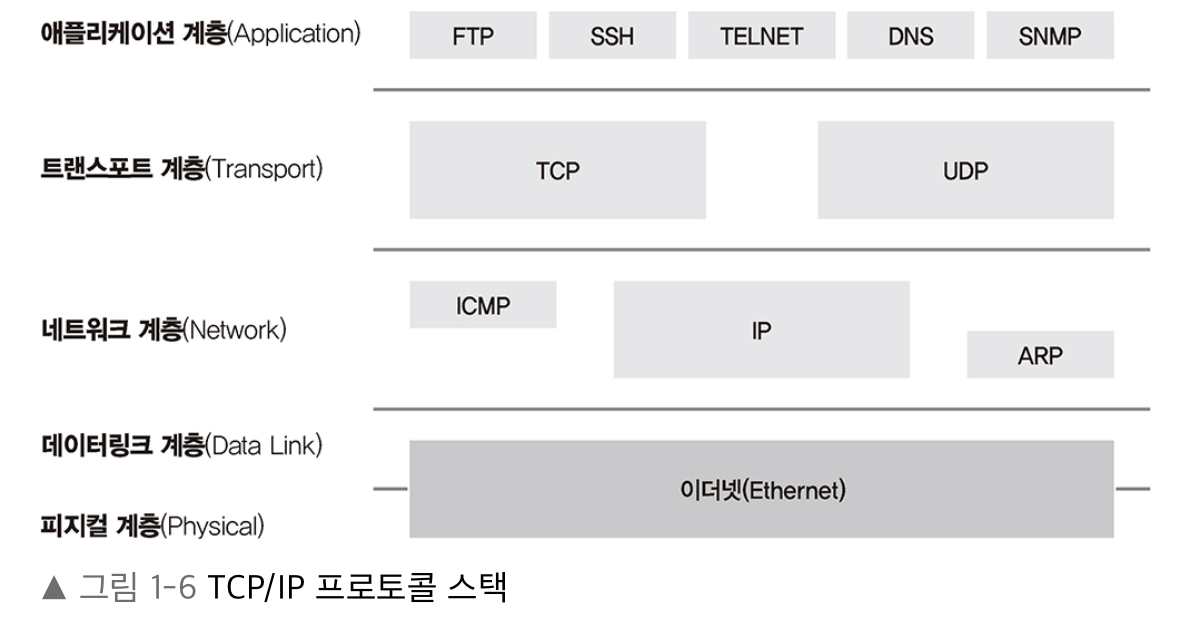 애플리케이션 계층(Application)
FTP
SSH
TELNET
DNS
SNMP
트랜스포트 계층(Transport)
TCP
UDP
네트워크 계층(Network)
ICMP
IP
ARP
데이터링크 계층(Data Link)
이더넷(Ethernet)
피지컬 계층(Physical)
▲ 그림 1-6 TCP/IP 프로토콜 스택